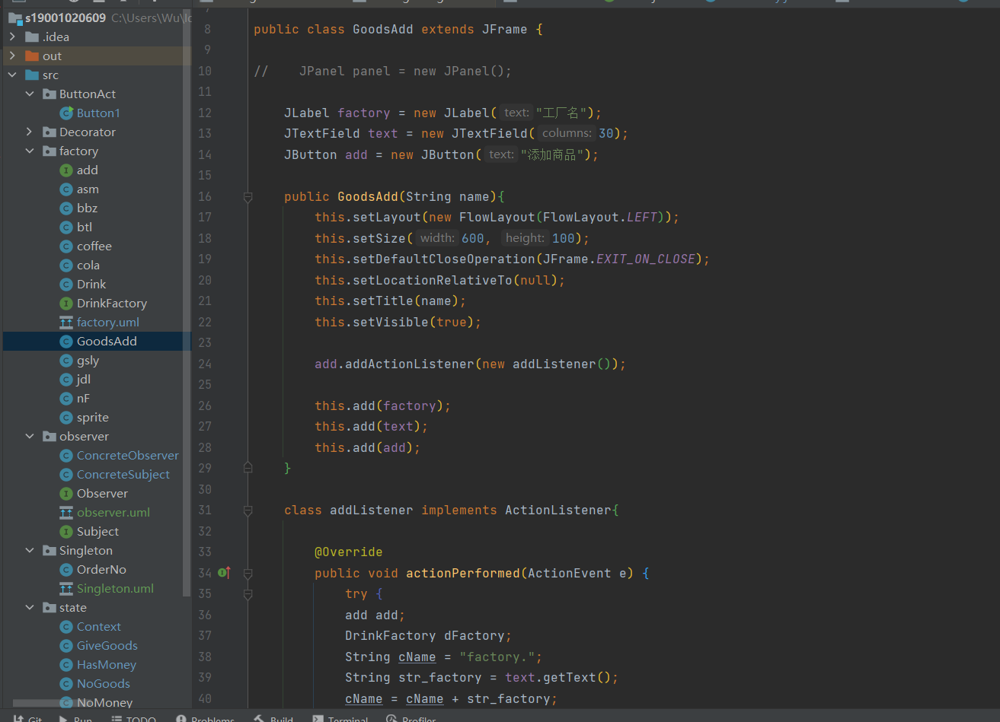 s19001020609 C:\Users\Wu\Ic
.idea
out
src
ButtonAct
Button1
Decorator
factory
add
asm
bbz
btl
coffee
cola
Drink
DrinkFactory
factory.uml
GoodsAdd
gsly
jdl
nF
sprite
observer
ConcreteObserver
ConcreteSubject
Observer
observer.uml
Subject
Singleton
OrderNo
Singleton.uml
state
Context
GiveGoods
HasMoney
NoGoods
NoMoney
8 public class GoodsAdd extends JFrame {
9
10 //    JPanel panel = new JPanel();
11
12 JLabel factory = new JLabel( text: "工厂名");
13 JTextField text = new JTextField( columns: 30);
14 JButton add = new JButton( text: "添加商品");
15
16 public GoodsAdd(String name){
17 this.setLayout(new FlowLayout(FlowLayout.LEFT));
18 this.setSize( width: 600, height: 100);
19 this.setDefaultCloseOperation(JFrame.EXIT_ON_CLOSE);
20 this.setLocationRelativeTo(null);
21 this.setTitle(name);
22 this.setVisible(true);
23
24 add.addActionListener(new addListener());
25
26 this.add(factory);
27 this.add(text);
28 this.add(add);
29 }
30
31 class addListener implements ActionListener{
32
33 @Override
34 public void actionPerformed(ActionEvent e) {
35 try {
36 add add;
37 DrinkFactory dFactory;
38 String cName = "factory.";
39 String str_factory = text.getText();
40 cName = cName + str_factory;
Git Run TODO Problems Build Terminal Profiler